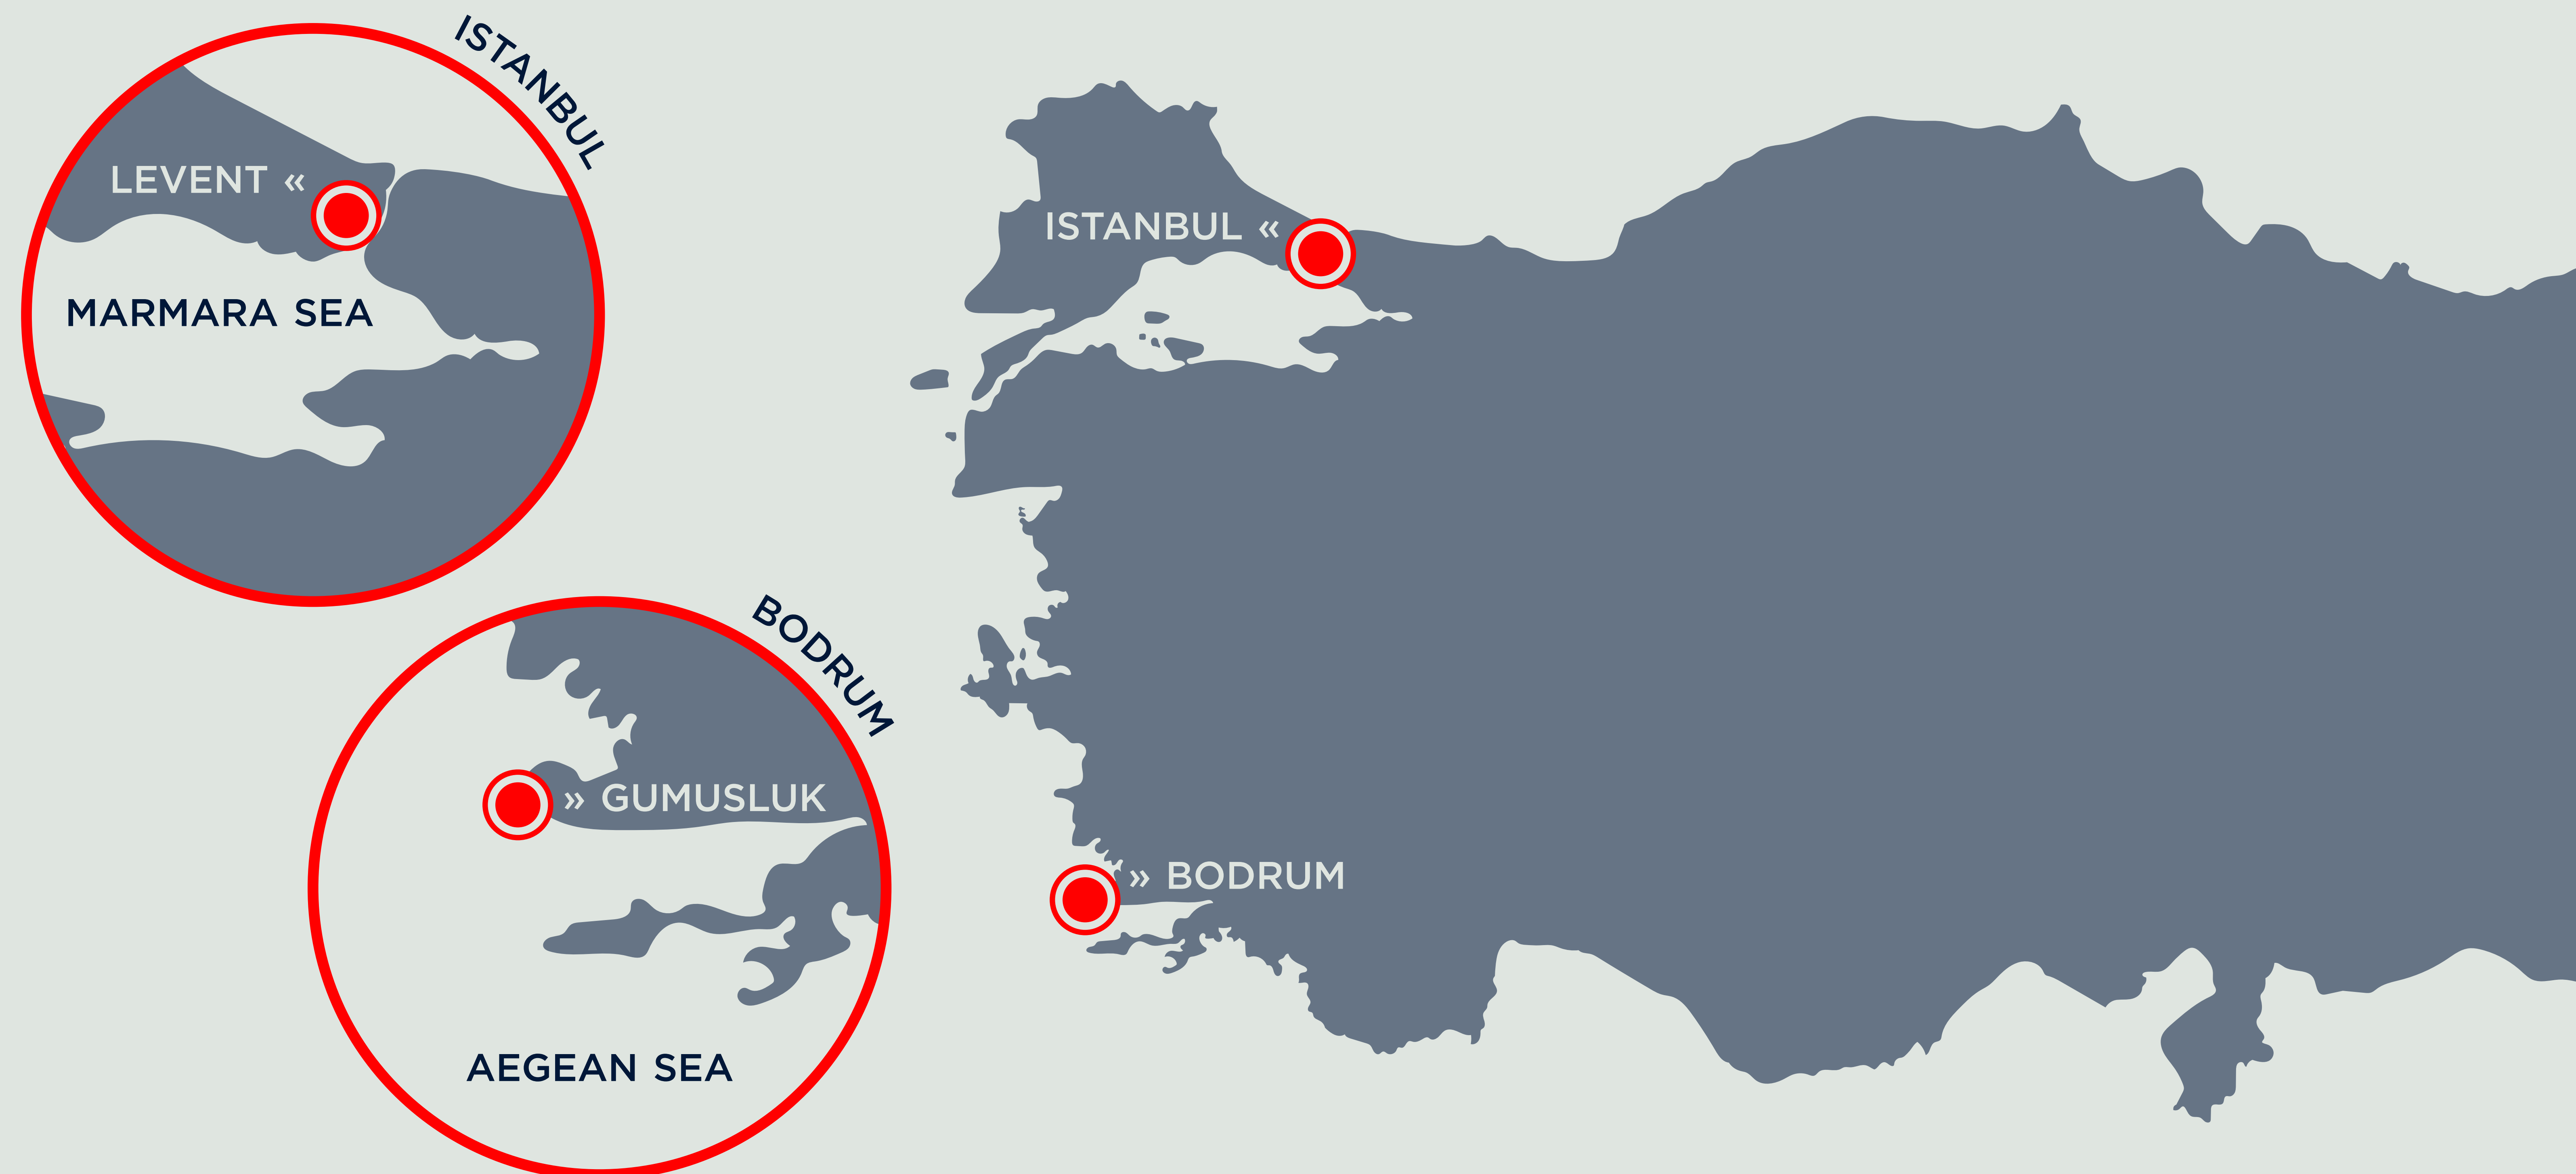 ISTANBUL
LEVENT «
MARMARA SEA
ISTANBUL «
BODRUM
» GUMUSLUK
AEGEAN SEA
» BODRUM